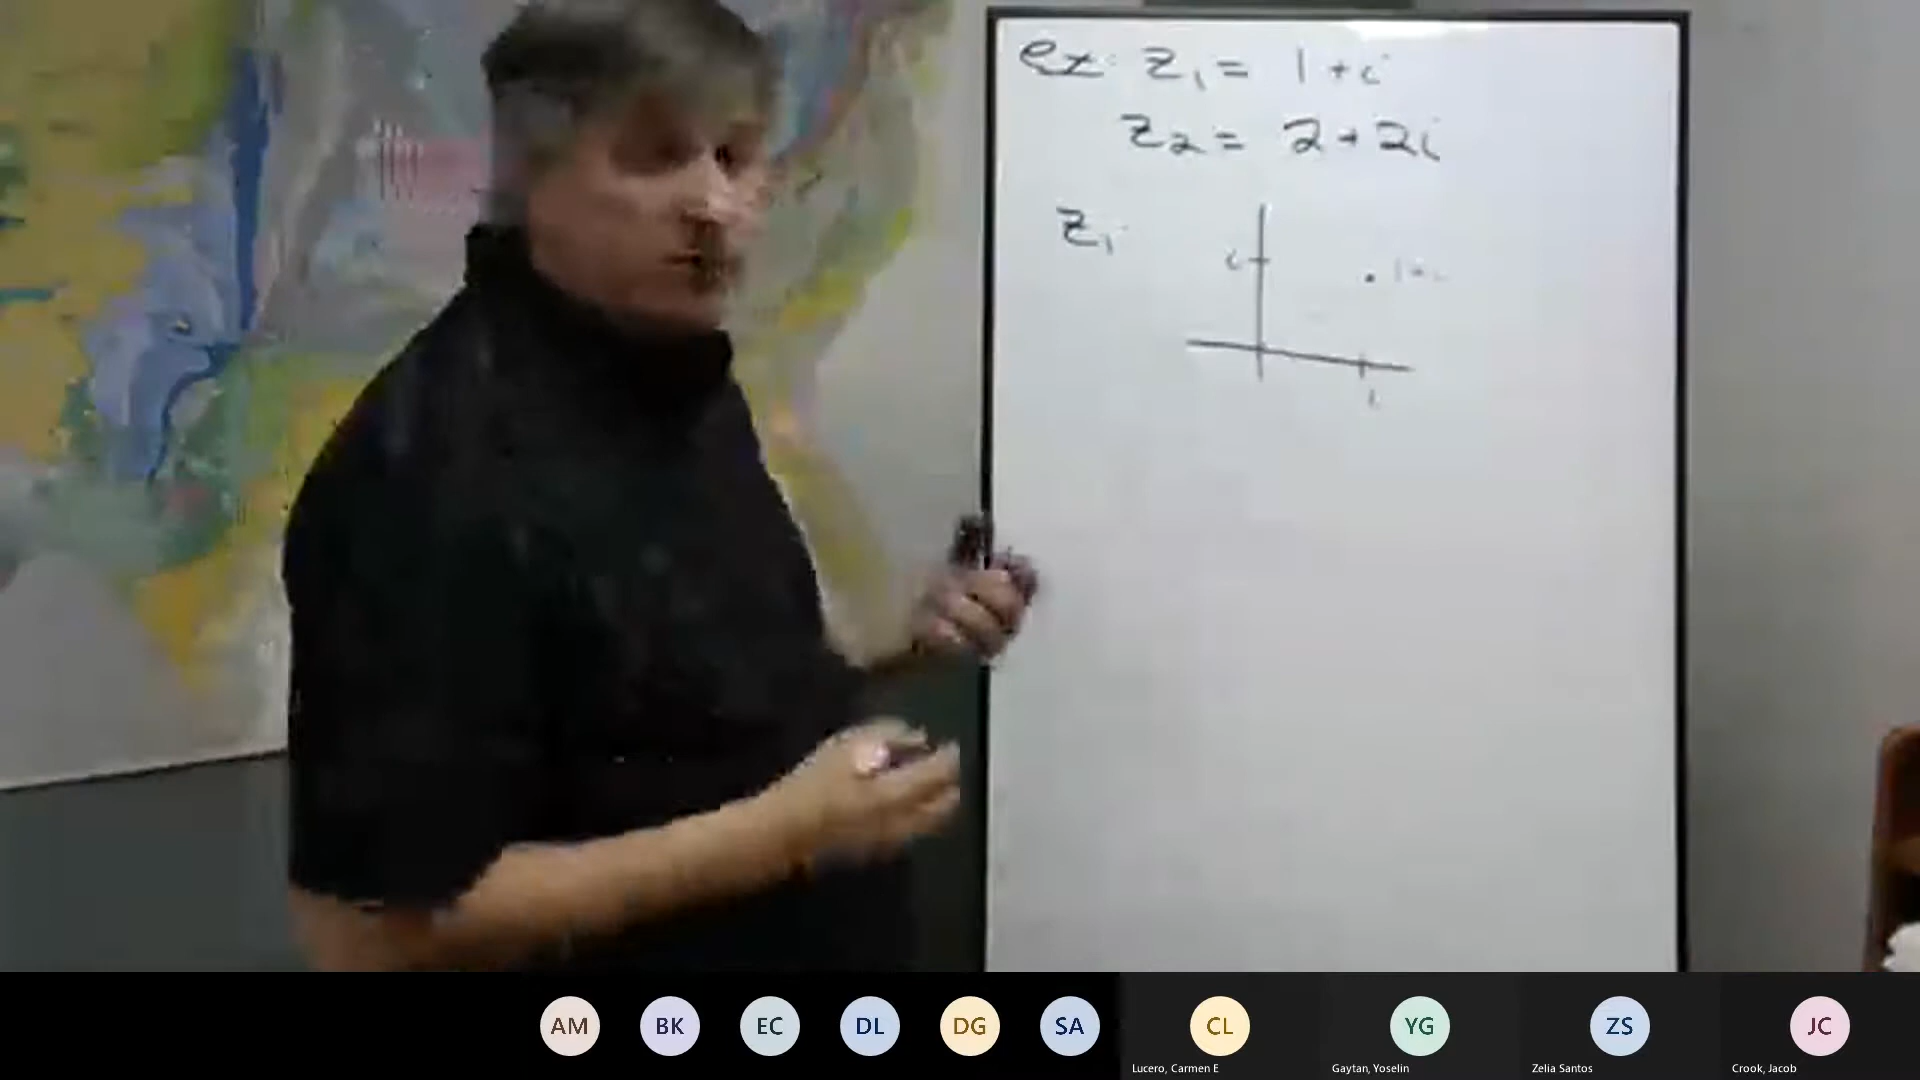 ex: z₁ = 1 + i
z₂ = 2 + 2i
z₁
i
1+i
1
AM BK EC DL DG SA CL YG ZS JC
Lucero, Carmen E Gaytan, Yoselin Zelia Santos Crook, Jacob